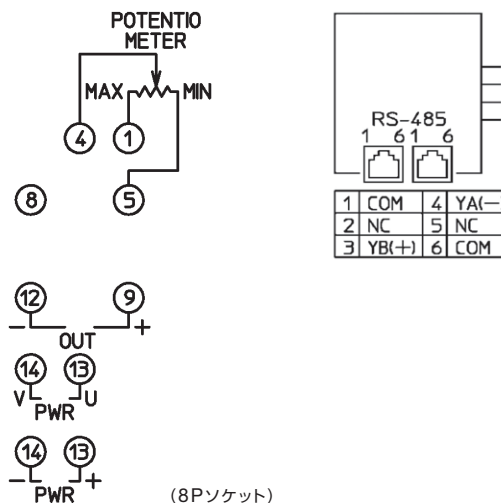 POTENTIO
METER
MAX MIN
4 1
8 5
12 9
- OUT +
14 13
V PWR U
14 13
- PWR +
(8Pソケット)
RS-485
1 6 1 6
1 COM 4 YA(-
2 NC 5 NC
3 YB(+) 6 COM